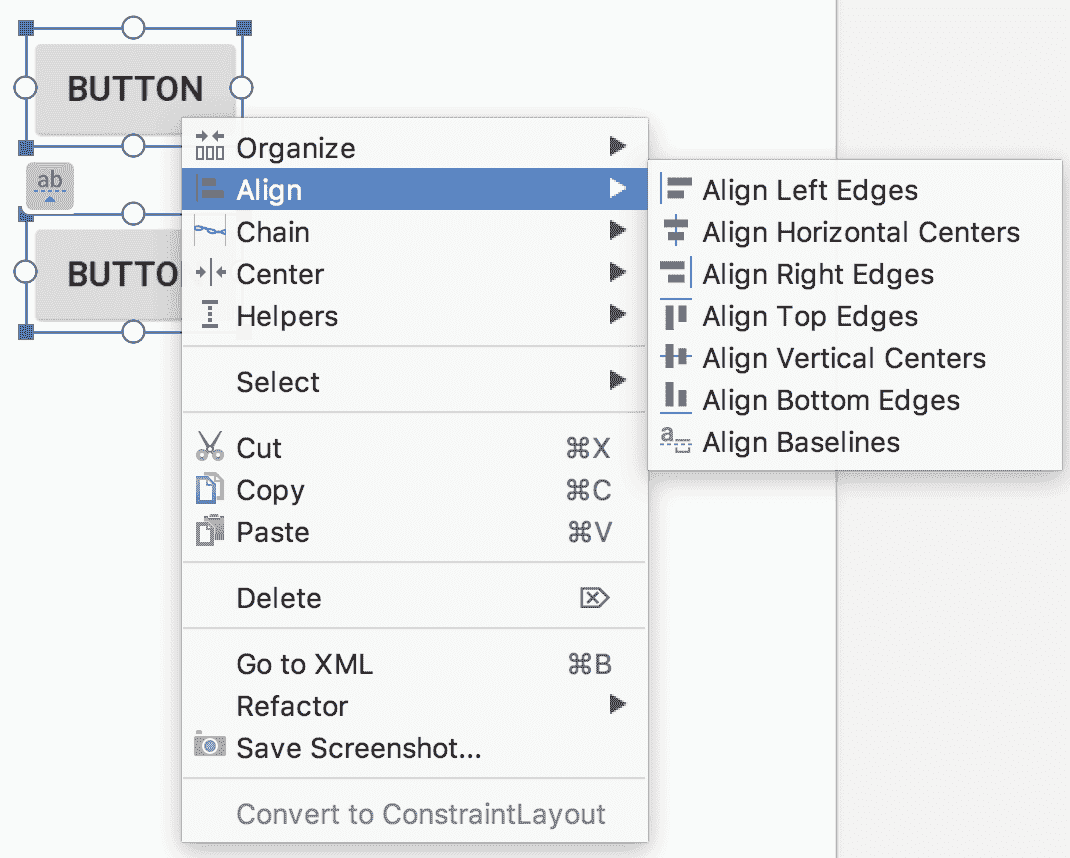 BUTTON
ab
BUTTO
Organize
Align
Chain
Center
Helpers
Select
Cut ⌘X
Copy ⌘C
Paste ⌘V
Delete ⌦
Go to XML ⌘B
Refactor
Save Screenshot...
Convert to ConstraintLayout
Align Left Edges
Align Horizontal Centers
Align Right Edges
Align Top Edges
Align Vertical Centers
Align Bottom Edges
a
Align Baselines